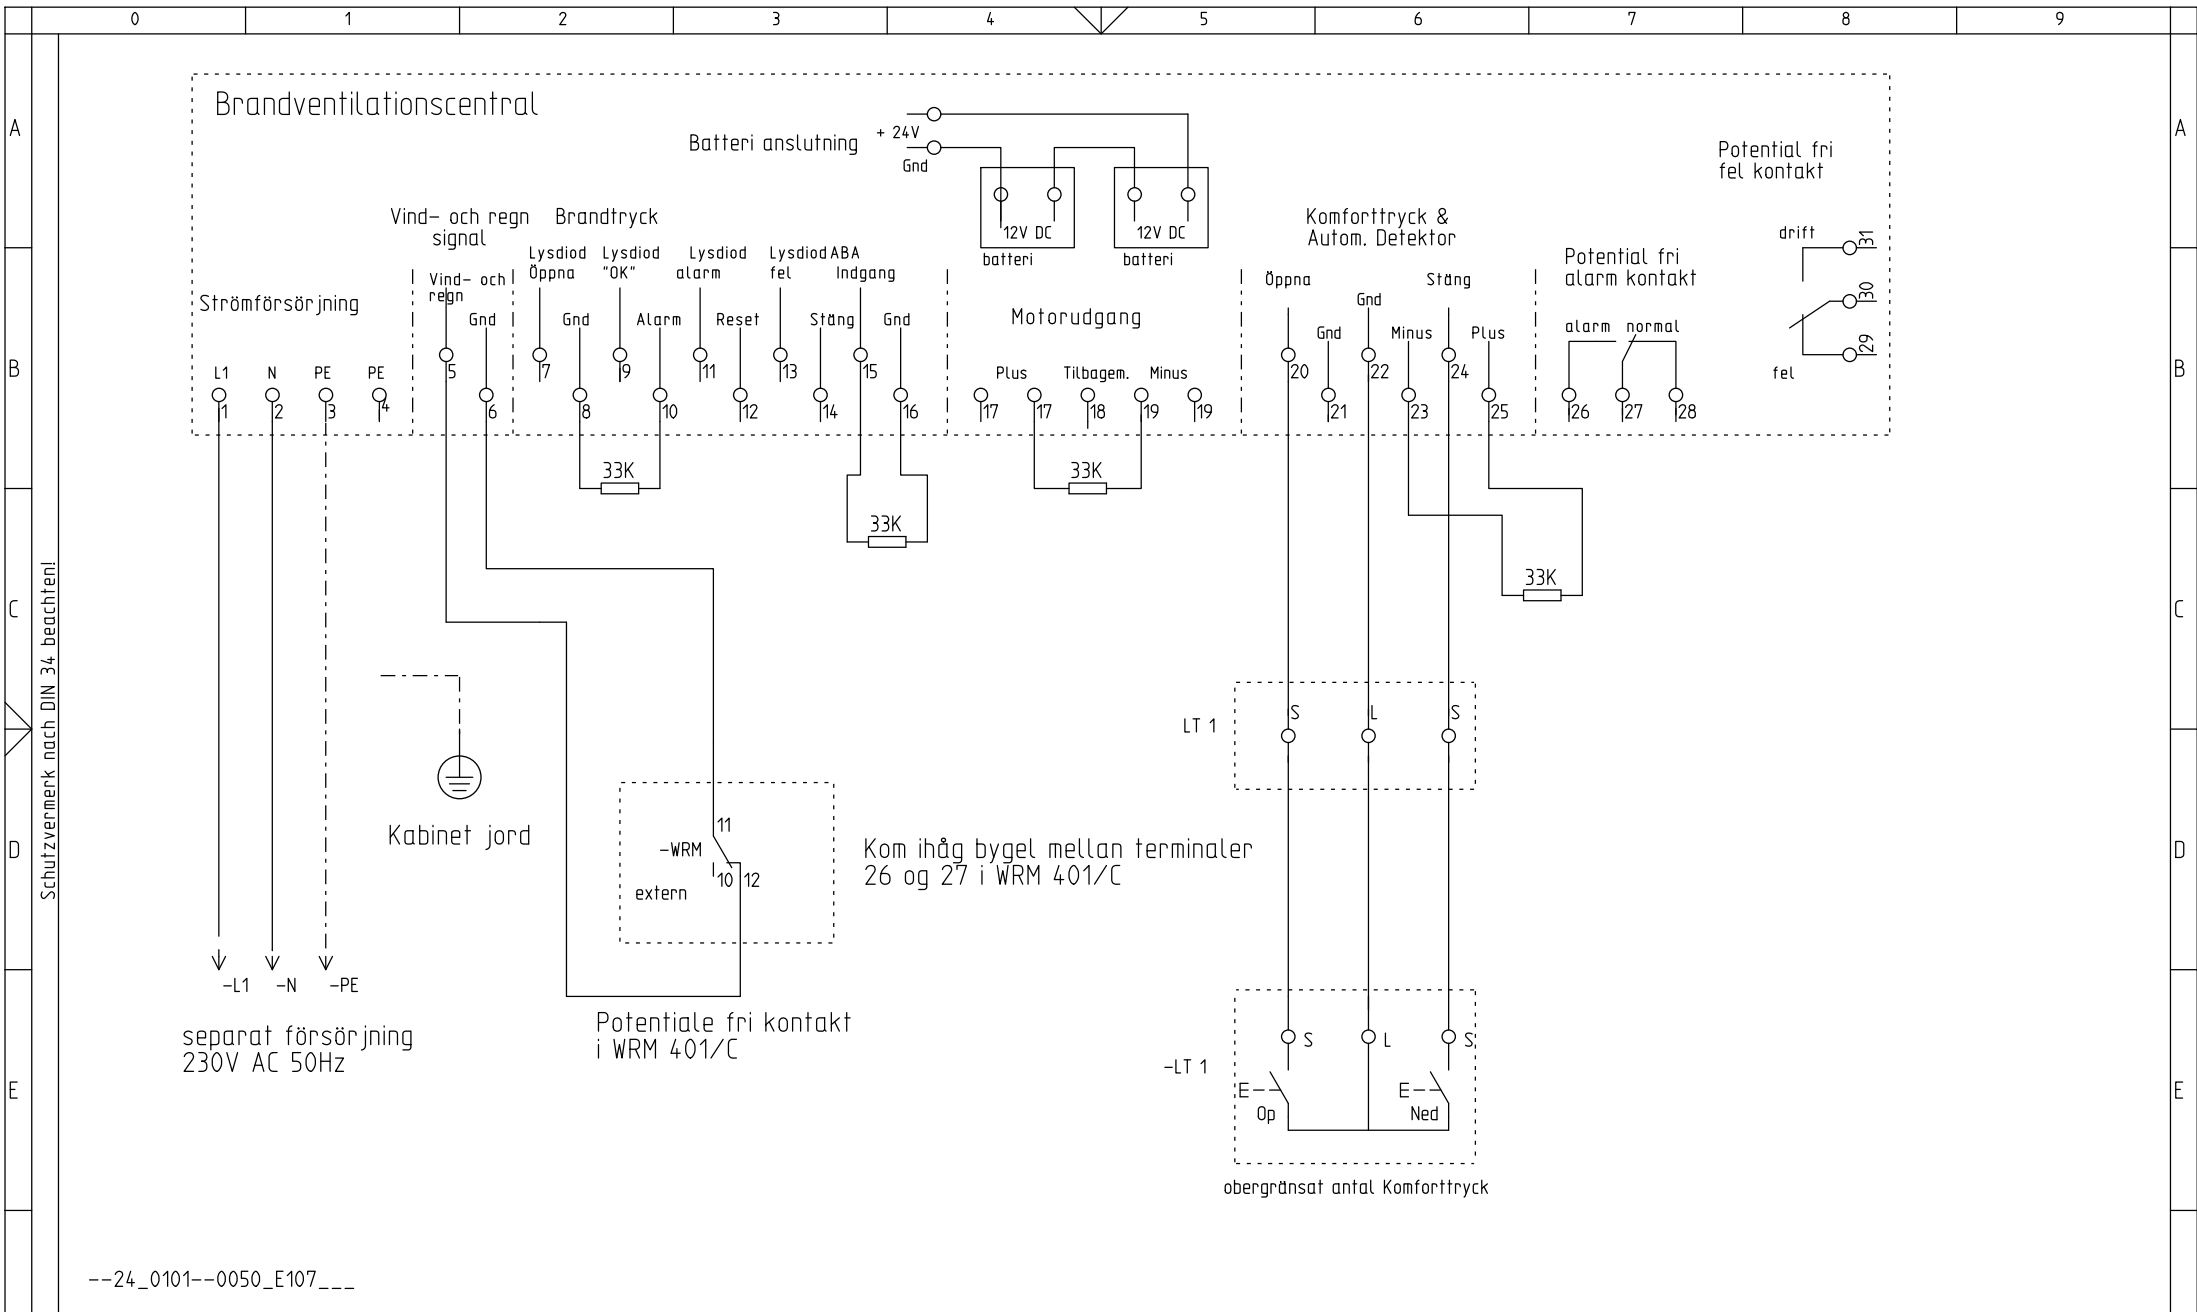 0 1 2 3 4 5 6 7 8 9
A
A
Brandventilationscentral
Batteri anslutning
+ 24V
Gnd
12V DC
12V DC
batteri
batteri
Potential fri
fel kontakt
drift
31
30
29
fel
Vind- och regn
signal
Brandtryck
Komforttryck &
Autom. Detektor
Potential fri
alarm kontakt
alarm normal
Strömförsörjning
Vind- och
regn
Gnd
Lysdiod
Öppna
Gnd
Lysdiod
"OK"
Alarm
Lysdiod
alarm
Reset
Lysdiod
fel
Stäng
ABA
Indgang
Gnd
Motorudgang
Plus
Tilbagem.
Minus
Öppna
Gnd
Gnd
Minus
Stäng
Plus
B
B
L1 N PE PE
1 2 3 4
5 6 7 8 9 10 11 12 13 14 15 16
17 17 18 19 19
20 21 22 23 24 25
26 27 28
33K
33K
33K
33K
C
C
Schutzvermerk nach DIN 34 beachten!
LT 1
S L S
Kabinet jord
D
D
-WRM
11
10 12
extern
Kom ihåg bygel mellan terminaler
26 og 27 i WRM 401/C
-L1 -N -PE
separat försörjning
230V AC 50Hz
Potentiale fri kontakt
i WRM 401/C
E
E
-LT 1
S L S
E--
Op
E--
Ned
obergränsat antal Komforttryck
--24_0101--0050_E107___